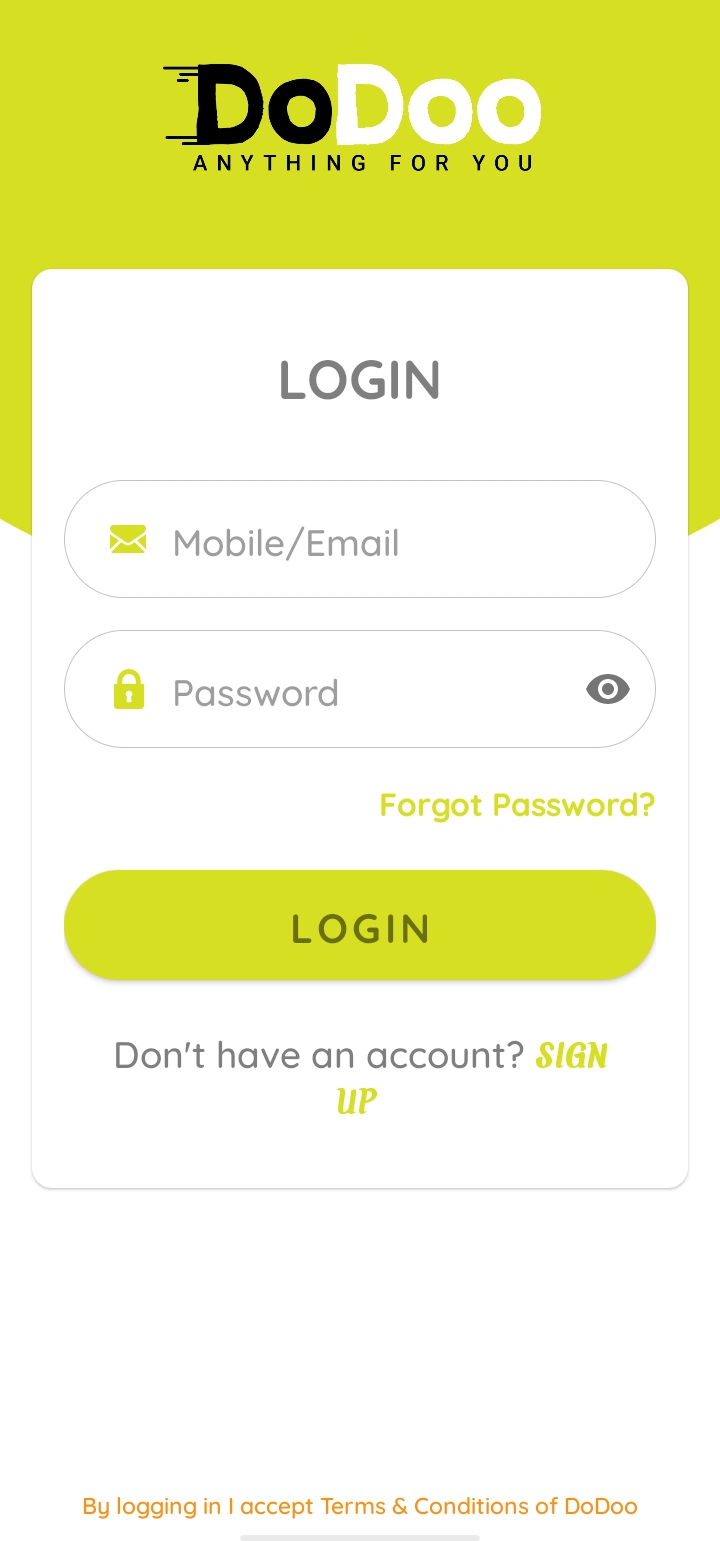 DoDoo
ANYTHING FOR YOU
LOGIN
Mobile/Email
Password
Forgot Password?
LOGIN
Don't have an account? SIGN
UP
By logging in I accept Terms & Conditions of DoDoo